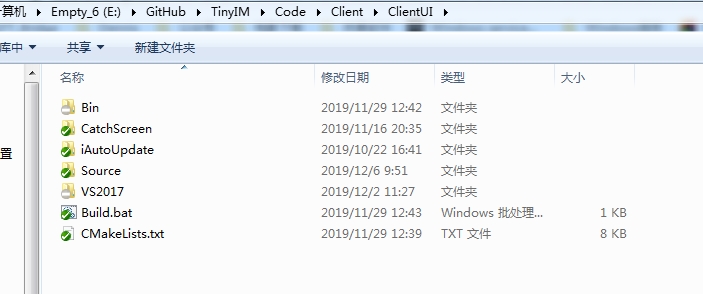 计算机 ▸ Empty_6 (E:) ▸ GitHub ▸ TinyIM ▸ Code ▸ Client ▸ ClientUI ▸
库中 共享 新建文件夹
名称 修改日期 类型 大小
Bin 2019/11/29 12:42 文件夹
CatchScreen 2019/11/16 20:35 文件夹
iAutoUpdate 2019/10/22 16:41 文件夹
Source 2019/12/6 9:51 文件夹
VS2017 2019/12/2 11:27 文件夹
Build.bat 2019/11/29 12:43 Windows 批处理... 1 KB
CMakeLists.txt 2019/11/29 12:39 TXT 文件 8 KB
置